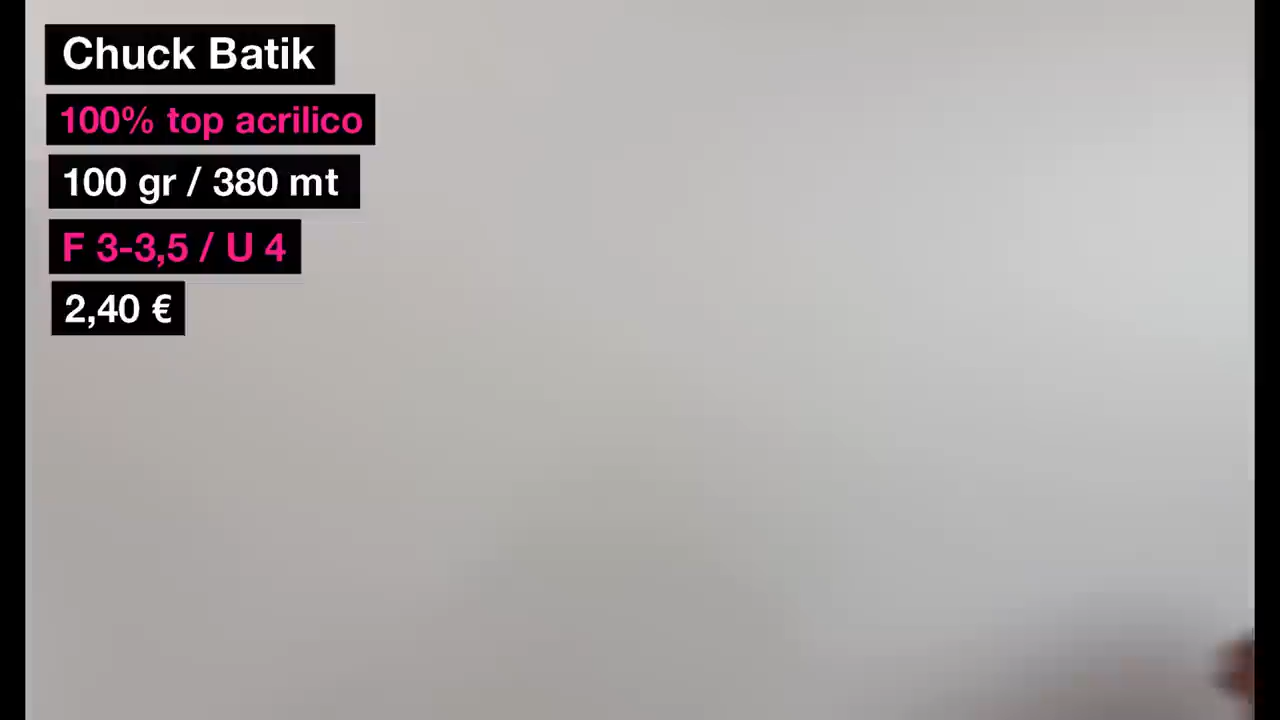 Chuck Batik
100% top acrilico
100 gr / 380 mt
F 3-3,5 / U 4
2,40 €